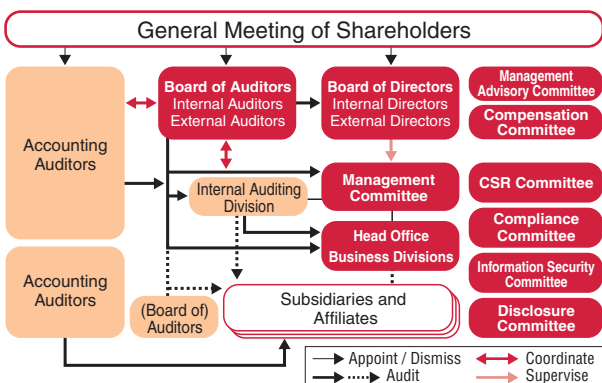 General Meeting of Shareholders
Accounting
Auditors
Board of Auditors
Internal Auditors
External Auditors
Board of Directors
Internal Directors
External Directors
Management
Advisory Committee
Compensation
Committee
Internal Auditing
Division
Management
Committee
CSR Committee
Head Office
Business Divisions
Compliance
Committee
Accounting
Auditors
(Board of)
Auditors
Subsidiaries and
Affiliates
Information Security
Committee
Disclosure
Committee
Appoint / Dismiss
Coordinate
Audit
Supervise